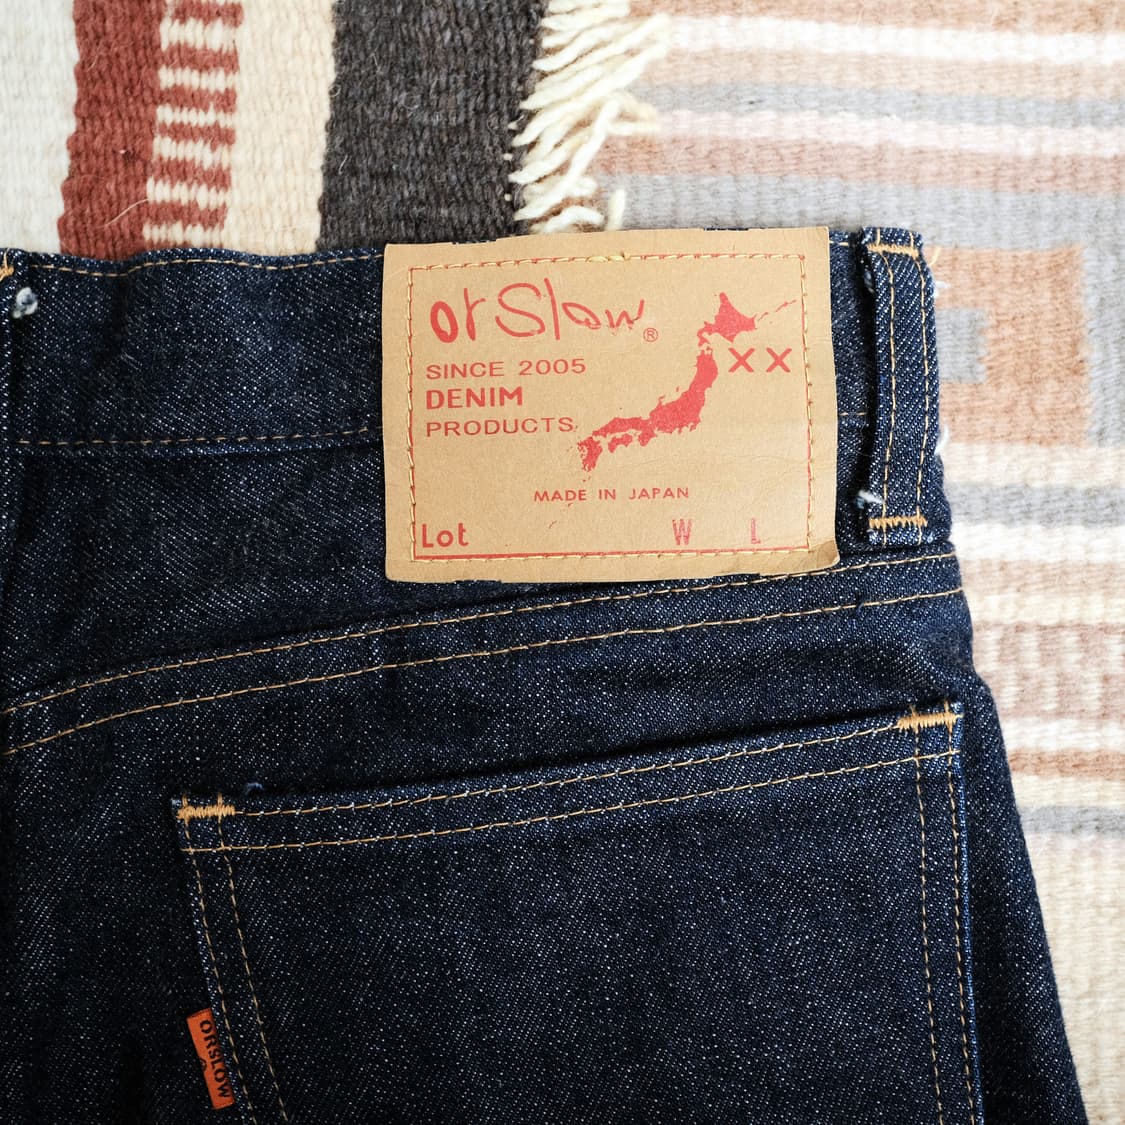 orSlow®
SINCE 2005
DENIM
XX
PRODUCTS
MADE IN JAPAN
Lot W L
ORSLOW